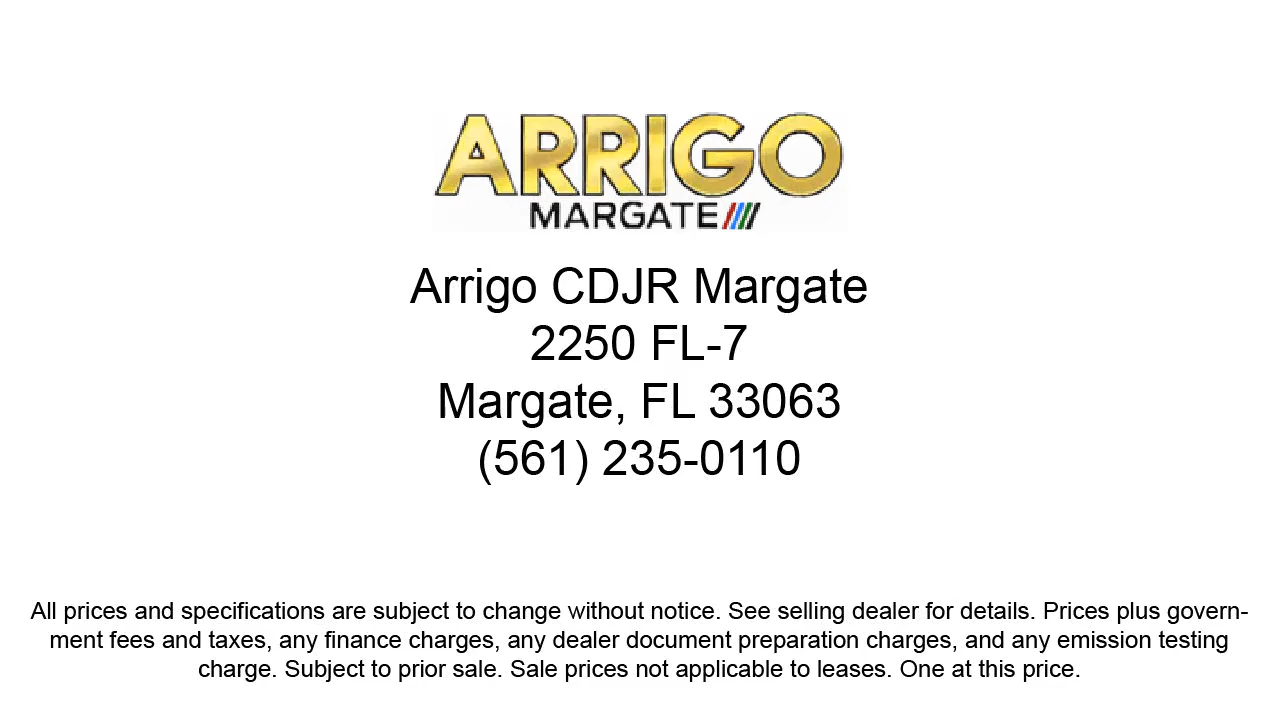 ARRIGO
MARGATE
Arrigo CDJR Margate
2250 FL-7
Margate, FL 33063
(561) 235-0110
All prices and specifications are subject to change without notice. See selling dealer for details. Prices plus govern-
ment fees and taxes, any finance charges, any dealer document preparation charges, and any emission testing
charge. Subject to prior sale. Sale prices not applicable to leases. One at this price.